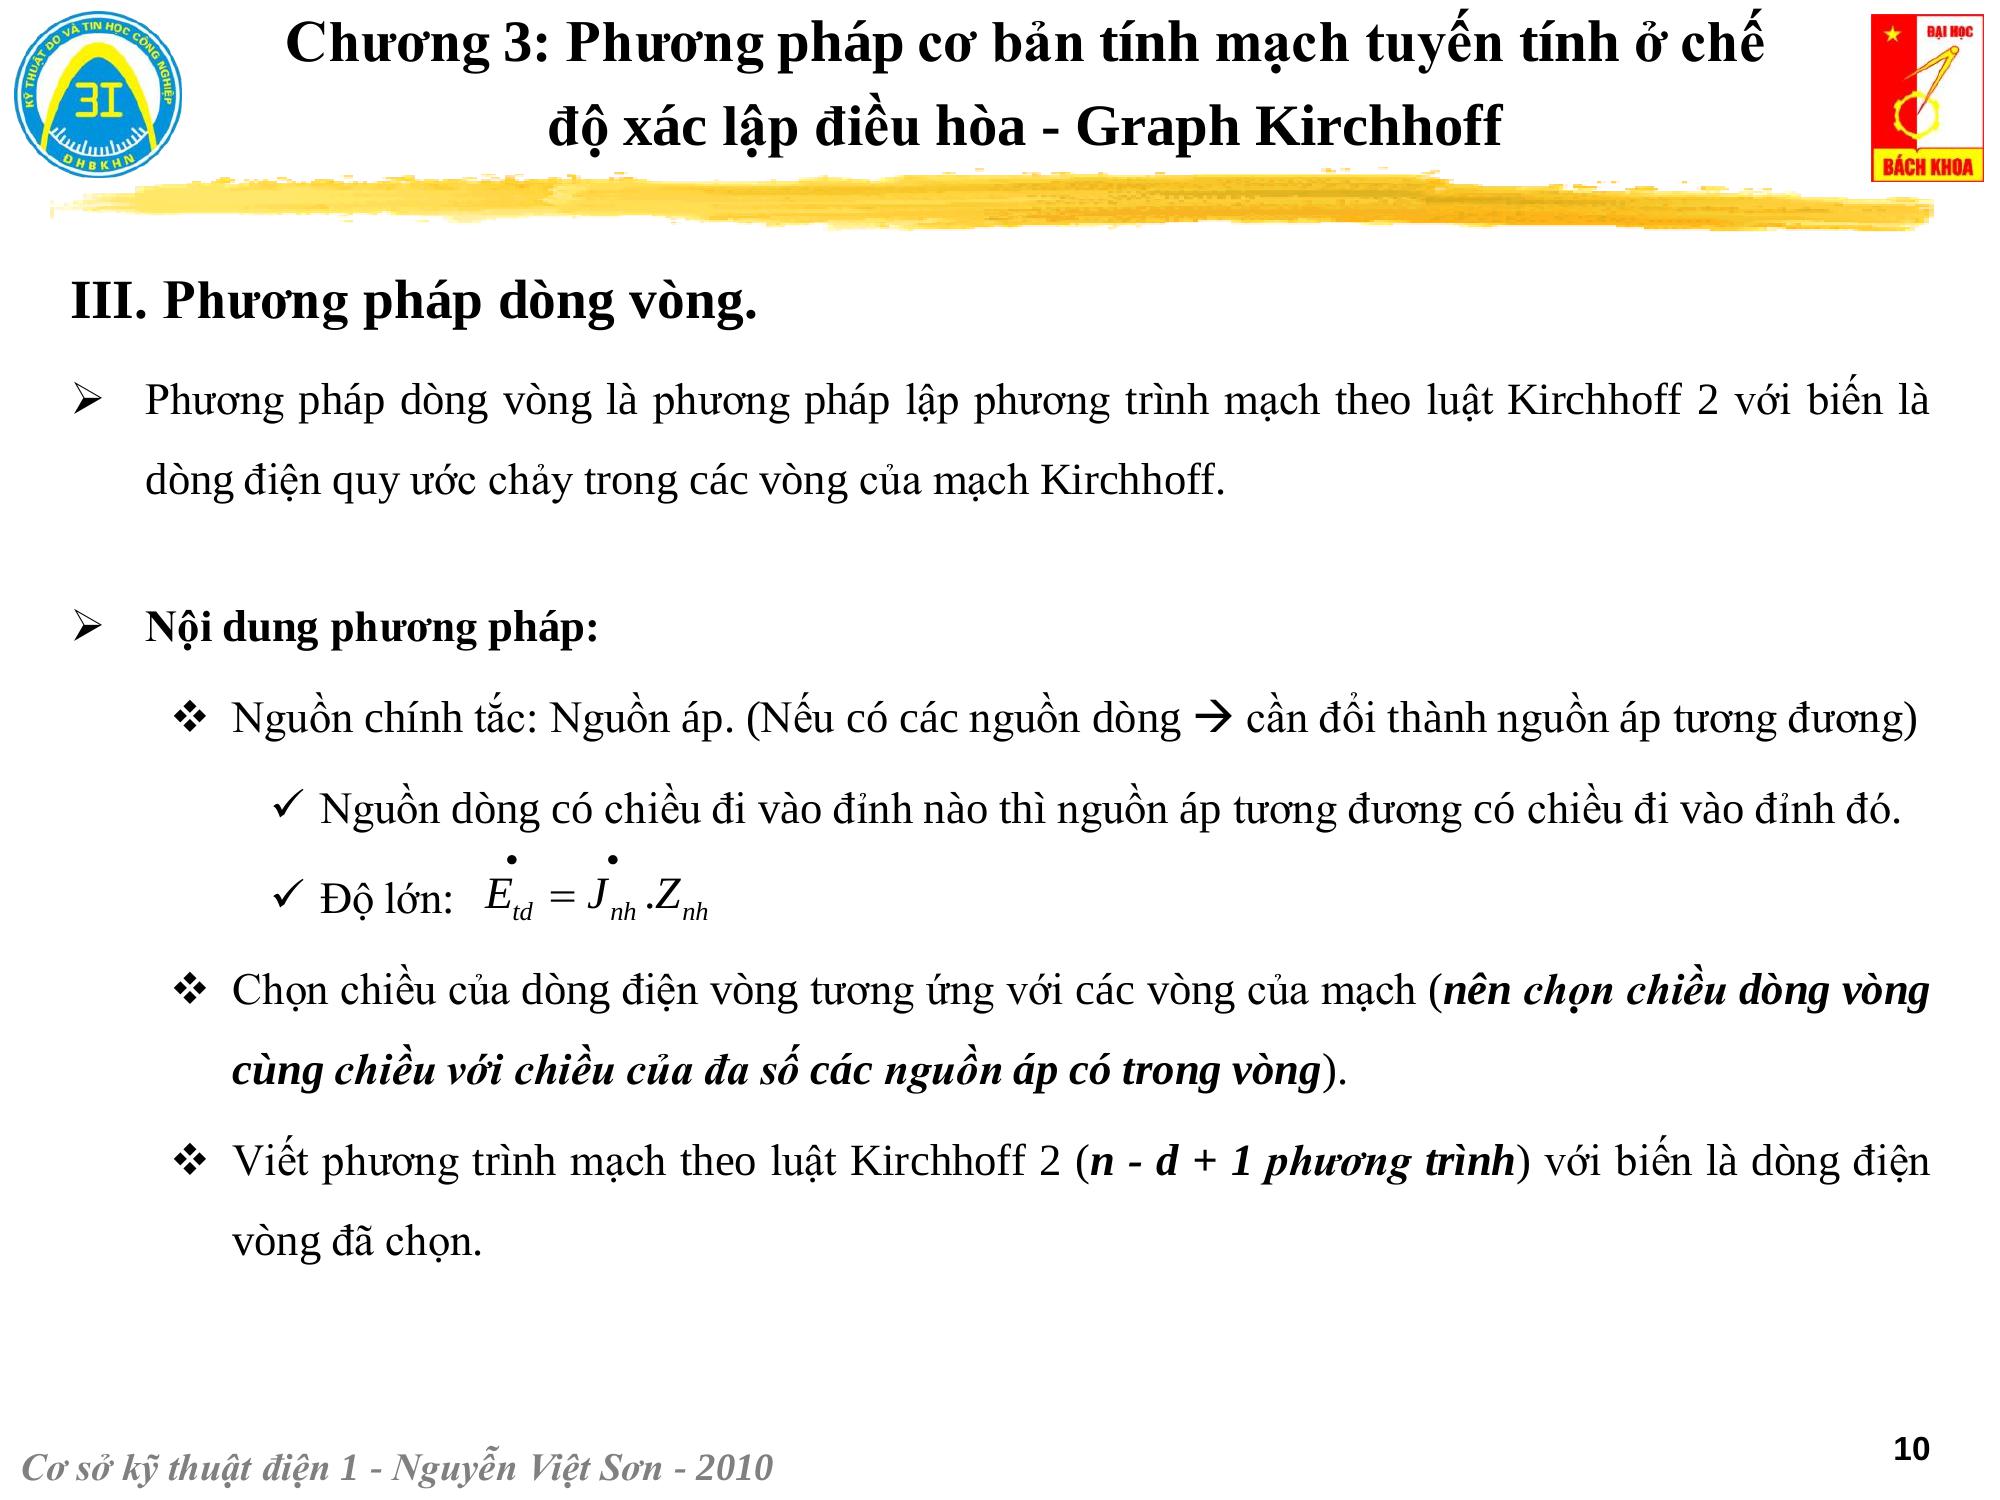 KỸ THUẬT ĐO VÀ TIN HỌC CÔNG NGHIỆP
3I
ĐHBKHN
Chương 3: Phương pháp cơ bản tính mạch tuyến tính ở chế
độ xác lập điều hòa - Graph Kirchhoff
ĐẠI HỌC
BÁCH KHOA
III. Phương pháp dòng vòng.
➢ Phương pháp dòng vòng là phương pháp lập phương trình mạch theo luật Kirchhoff 2 với biến là
dòng điện quy ước chảy trong các vòng của mạch Kirchhoff.
➢ Nội dung phương pháp:
❖ Nguồn chính tắc: Nguồn áp. (Nếu có các nguồn dòng → cần đổi thành nguồn áp tương đương)
✓ Nguồn dòng có chiều đi vào đỉnh nào thì nguồn áp tương đương có chiều đi vào đỉnh đó.
✓ Độ lớn: Ė_td = J̇_nh .Z_nh
❖ Chọn chiều của dòng điện vòng tương ứng với các vòng của mạch (nên chọn chiều dòng vòng
cùng chiều với chiều của đa số các nguồn áp có trong vòng).
❖ Viết phương trình mạch theo luật Kirchhoff 2 (n - d + 1 phương trình) với biến là dòng điện
vòng đã chọn.
Cơ sở kỹ thuật điện 1 - Nguyễn Việt Sơn - 2010
10